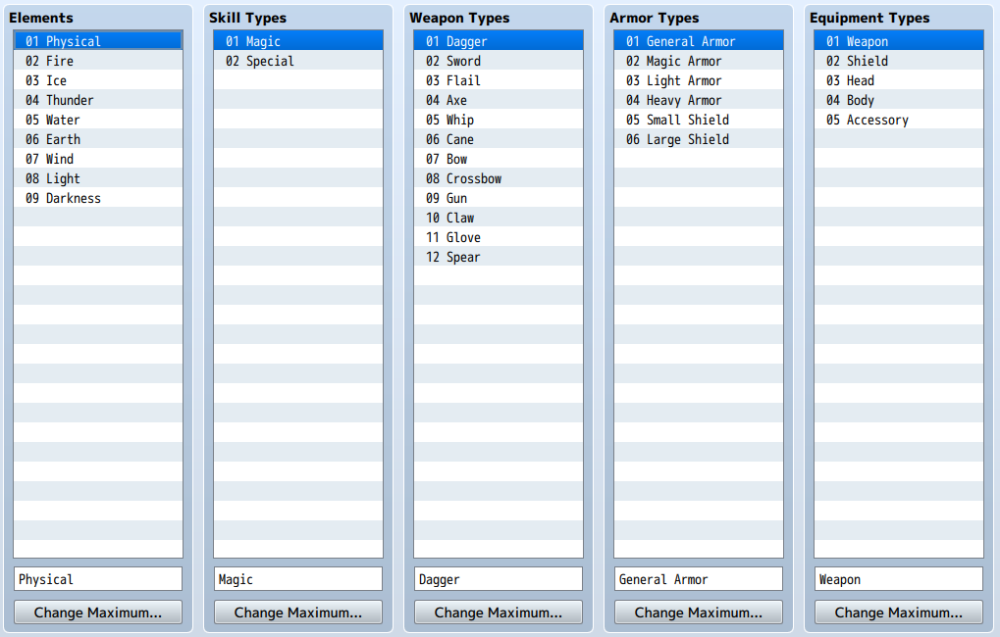 Elements
01 Physical
02 Fire
03 Ice
04 Thunder
05 Water
06 Earth
07 Wind
08 Light
09 Darkness
Physical
Change Maximum...
Skill Types
01 Magic
02 Special
Magic
Change Maximum...
Weapon Types
01 Dagger
02 Sword
03 Flail
04 Axe
05 Whip
06 Cane
07 Bow
08 Crossbow
09 Gun
10 Claw
11 Glove
12 Spear
Dagger
Change Maximum...
Armor Types
01 General Armor
02 Magic Armor
03 Light Armor
04 Heavy Armor
05 Small Shield
06 Large Shield
General Armor
Change Maximum...
Equipment Types
01 Weapon
02 Shield
03 Head
04 Body
05 Accessory
Weapon
Change Maximum...